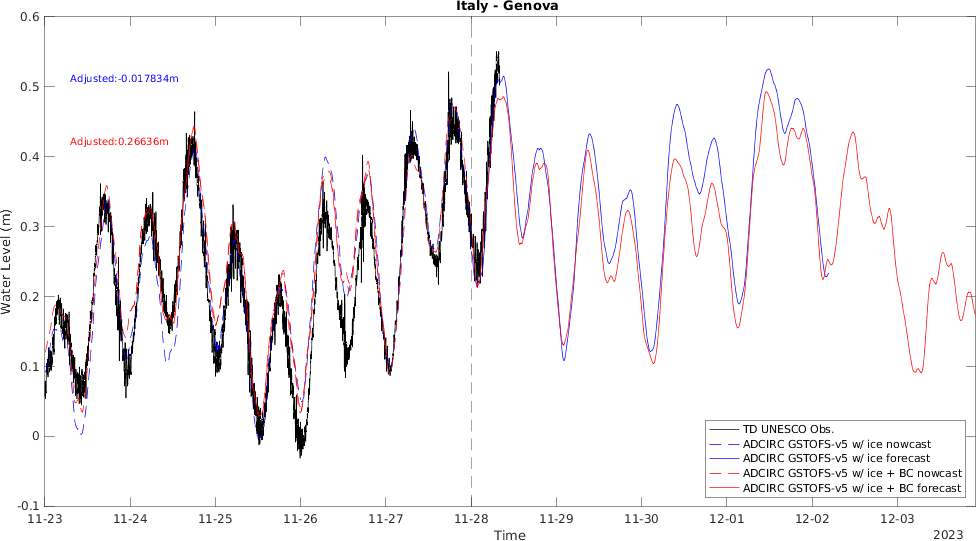 Italy - Genova
0.6
0.5
0.4
0.3
0.2
0.1
0
-0.1
Water Level (m)
Adjusted:-0.017834m
Adjusted:0.26636m
TD UNESCO Obs.
ADCIRC GSTOFS-v5 w/ ice nowcast
ADCIRC GSTOFS-v5 w/ ice forecast
ADCIRC GSTOFS-v5 w/ ice + BC nowcast
ADCIRC GSTOFS-v5 w/ ice + BC forecast
11-23 11-24 11-25 11-26 11-27 11-28 11-29 11-30 12-01 12-02 12-03
Time
2023